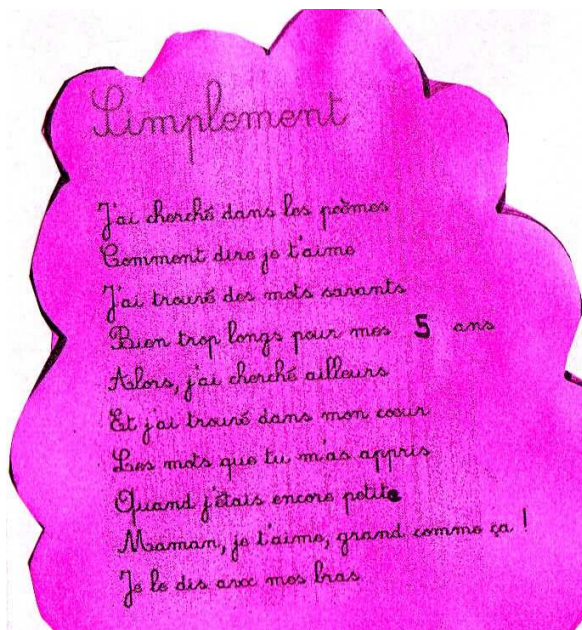 Simplement
J'ai cherché dans les poèmes
Comment dire je t'aime
J'ai trouvé des mots savants
Bien trop longs pour mes 5 ans
Alors, j'ai cherché ailleurs
Et j'ai trouvé dans mon cœur
Les mots que tu m'as appris
Quand j'étais encore petite
Maman, je t'aime, grand comme ça !
Je le dis avec mes bras